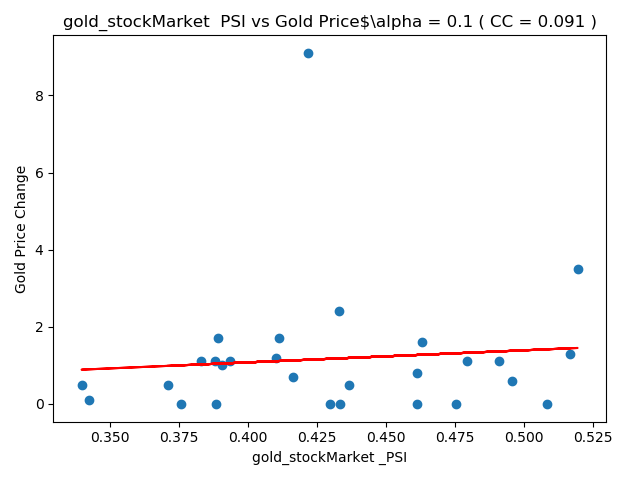 gold_stockMarket  PSI vs Gold Price$\alpha = 0.1 ( CC = 0.091 )
Gold Price Change
8
6
4
2
0
0.350 0.375 0.400 0.425 0.450 0.475 0.500 0.525
gold_stockMarket _PSI